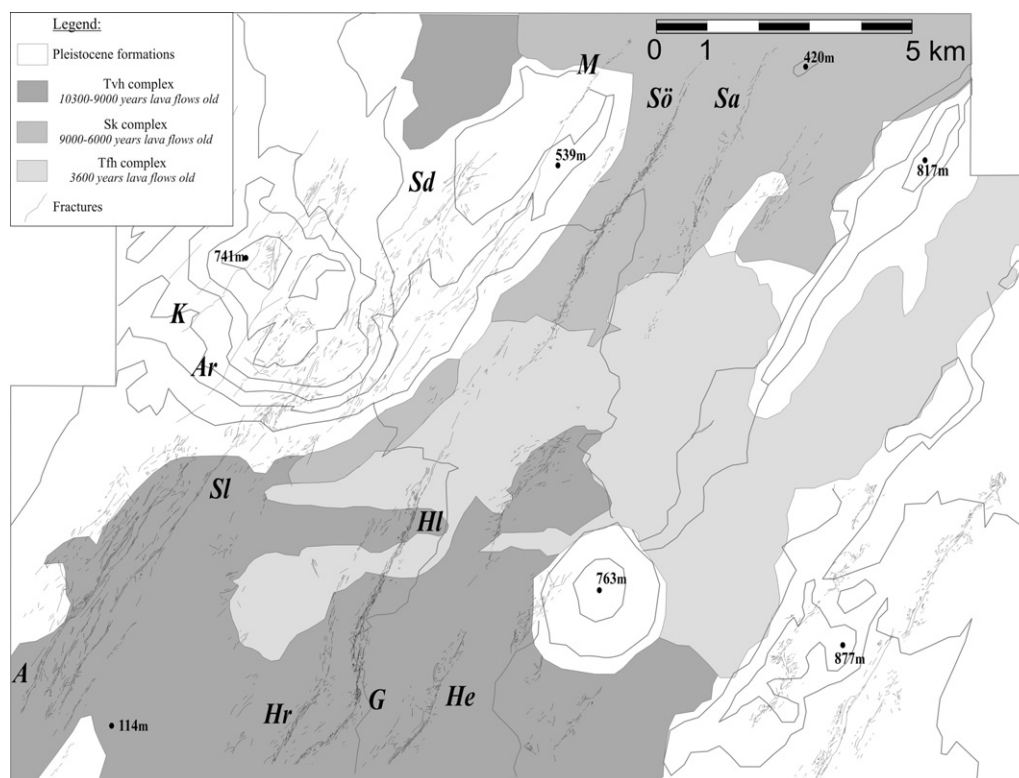 Legend:
Pleistocene formations
Tvh complex
10300-9000 years lava flows old
Sk complex
9000-6000 years lava flows old
Tfh complex
3600 years lava flows old
Fractures
0 1 5 km
M
420m
Sö
Sa
539m
817m
Sd
741m
K
Ar
Sl
Hl
763m
877m
A
114m
Hr
G
He